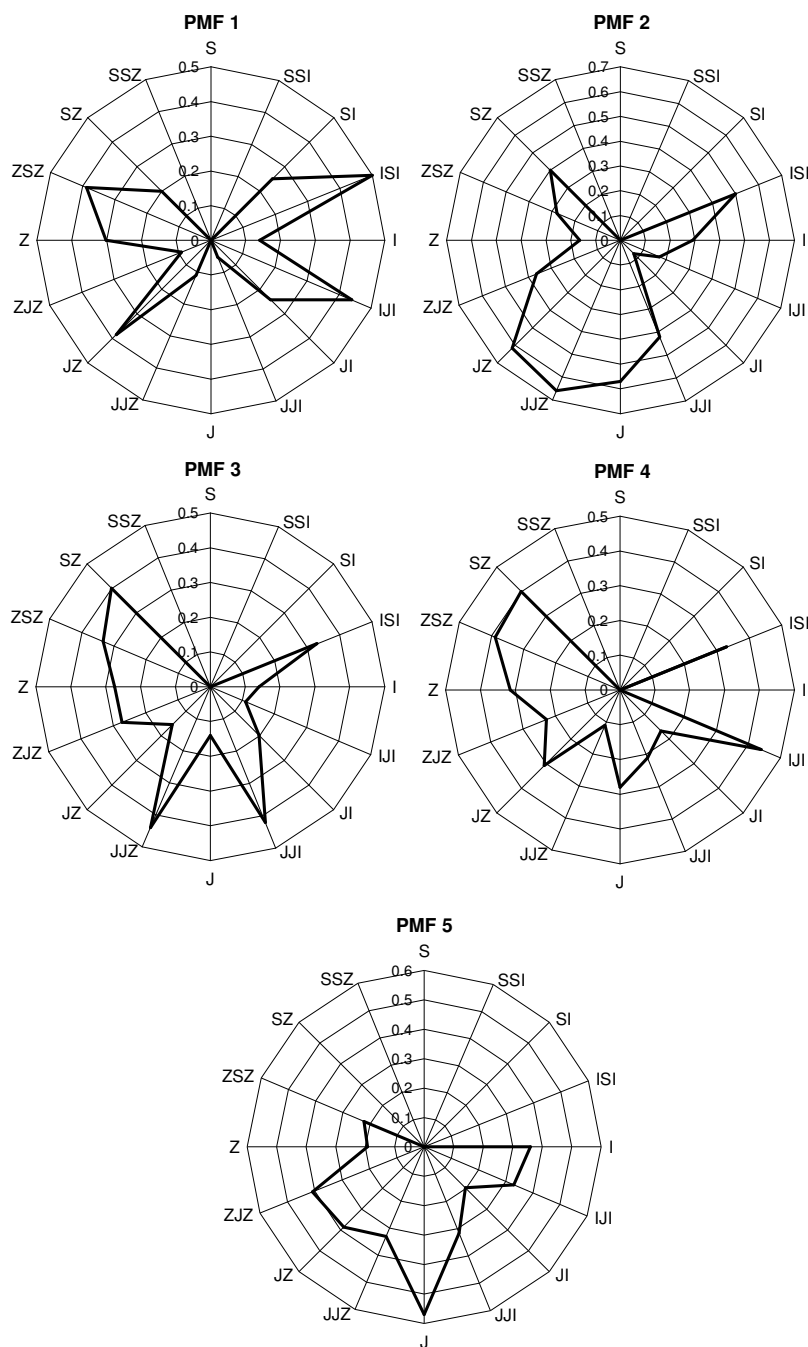 PMF 1
S
SSI
SI
ISI
I
IJI
JI
JJI
J
JJZ
JZ
ZJZ
Z
ZSZ
SZ
SSZ
0.5
0.4
0.3
0.2
0.1
0
PMF 2
S
SSI
SI
ISI
I
IJI
JI
JJI
J
JJZ
JZ
ZJZ
Z
ZSZ
SZ
SSZ
0.7
0.6
0.5
0.4
0.3
0.2
0.1
0
PMF 3
S
SSI
SI
ISI
I
IJI
JI
JJI
J
JJZ
JZ
ZJZ
Z
ZSZ
SZ
SSZ
0.5
0.4
0.3
0.2
0.1
0
PMF 4
S
SSI
SI
ISI
I
IJI
JI
JJI
J
JJZ
JZ
ZJZ
Z
ZSZ
SZ
SSZ
0.5
0.4
0.3
0.2
0.1
0
PMF 5
S
SSI
SI
ISI
I
IJI
JI
JJI
J
JJZ
JZ
ZJZ
Z
ZSZ
SZ
SSZ
0.6
0.5
0.4
0.3
0.2
0.1
0